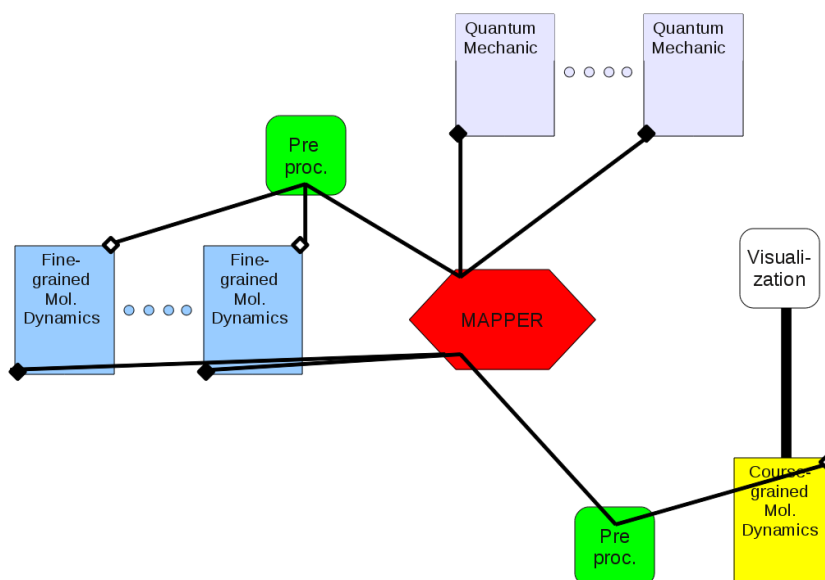 Quantum
Mechanic
Quantum
Mechanic
Pre
proc.
Fine-
grained
Mol.
Dynamics
Fine-
grained
Mol.
Dynamics
Visuali-
zation
MAPPER
Course-
grained
Mol.
Dynamics
Pre
proc.